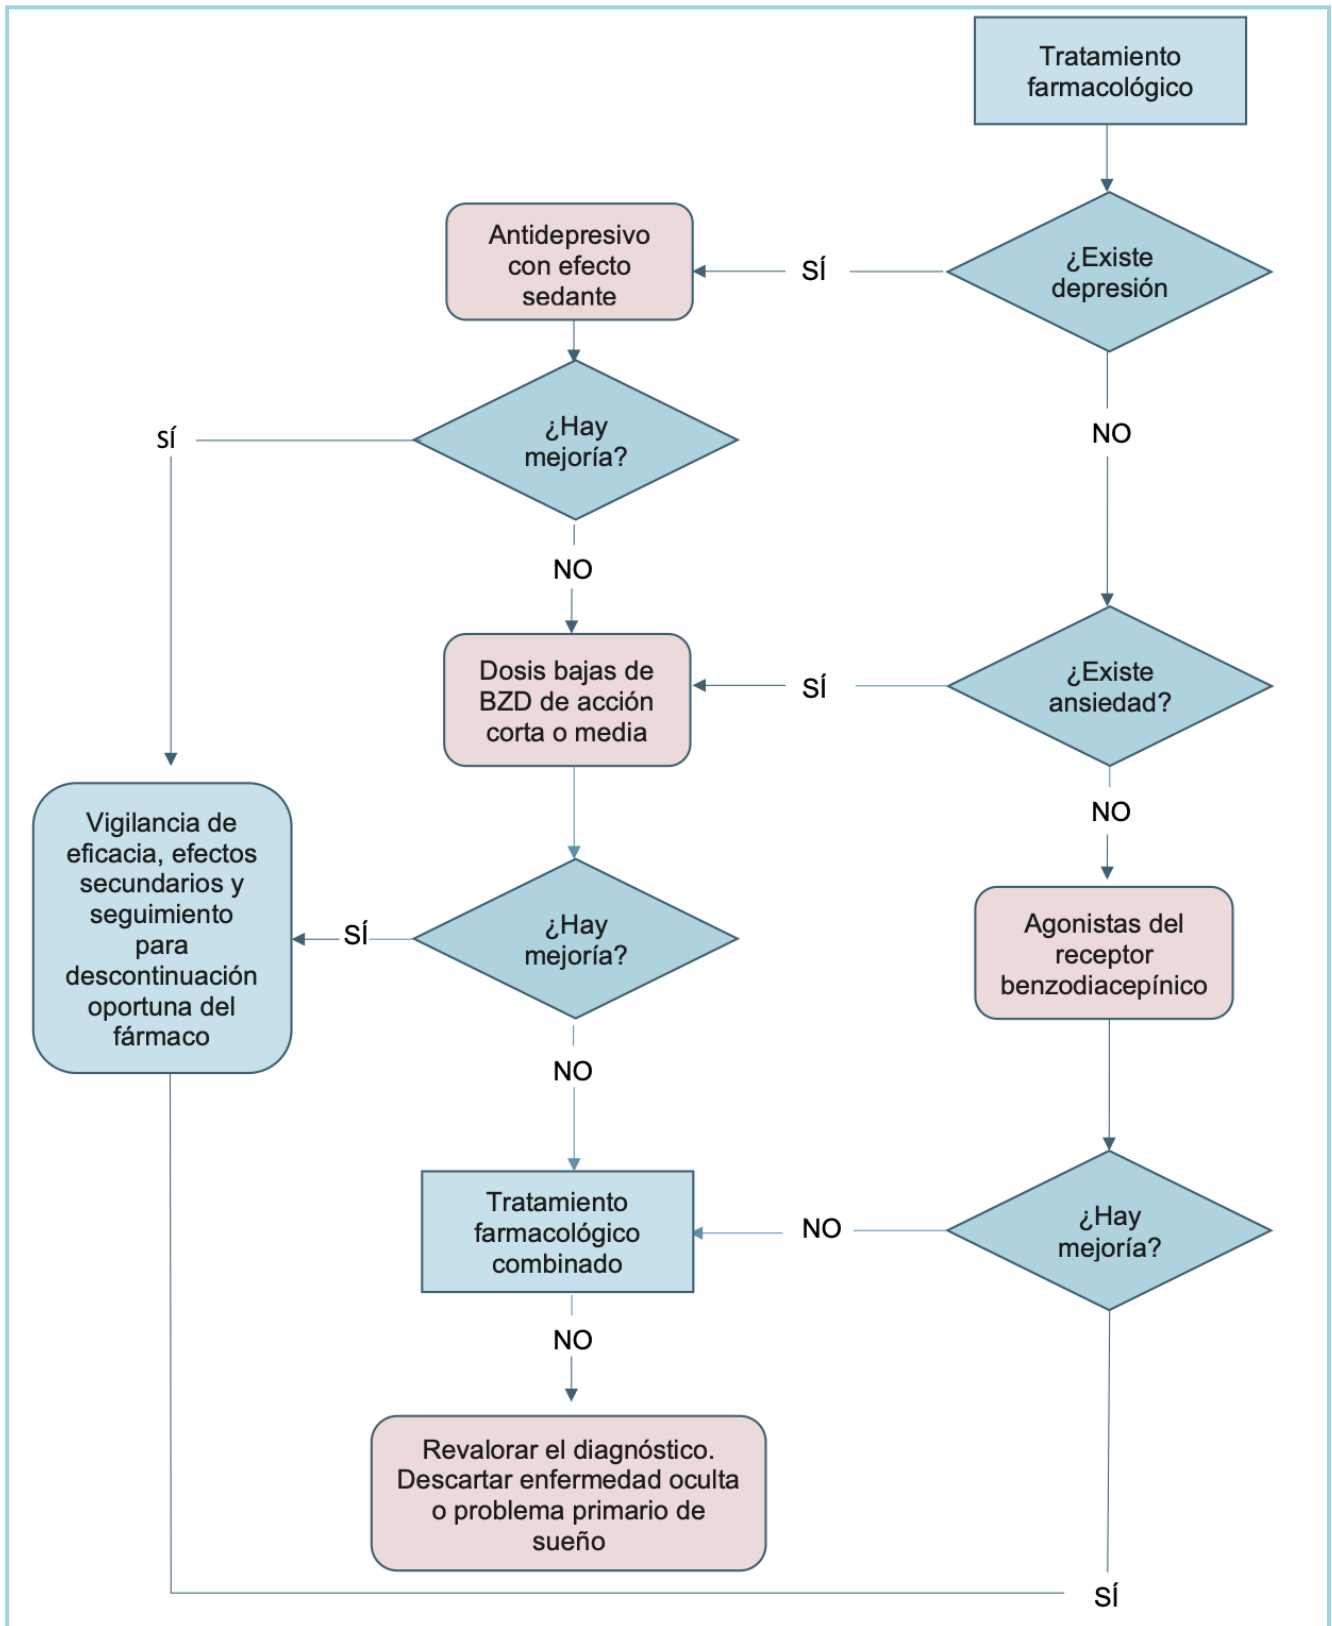 Tratamiento
farmacológico
¿Existe
depresión
SÍ
Antidepresivo
con efecto
sedante
¿Hay
mejoría?
SÍ
NO
NO
¿Existe
ansiedad?
SÍ
Dosis bajas de
BZD de acción
corta o media
NO
Agonistas del
receptor
benzodiacepínico
¿Hay
mejoría?
SÍ
Vigilancia de
eficacia, efectos
secundarios y
seguimiento
para
descontinuación
oportuna del
fármaco
NO
¿Hay
mejoría?
NO
Tratamiento
farmacológico
combinado
NO
Revalorar el diagnóstico.
Descartar enfermedad oculta
o problema primario de
sueño
SÍ